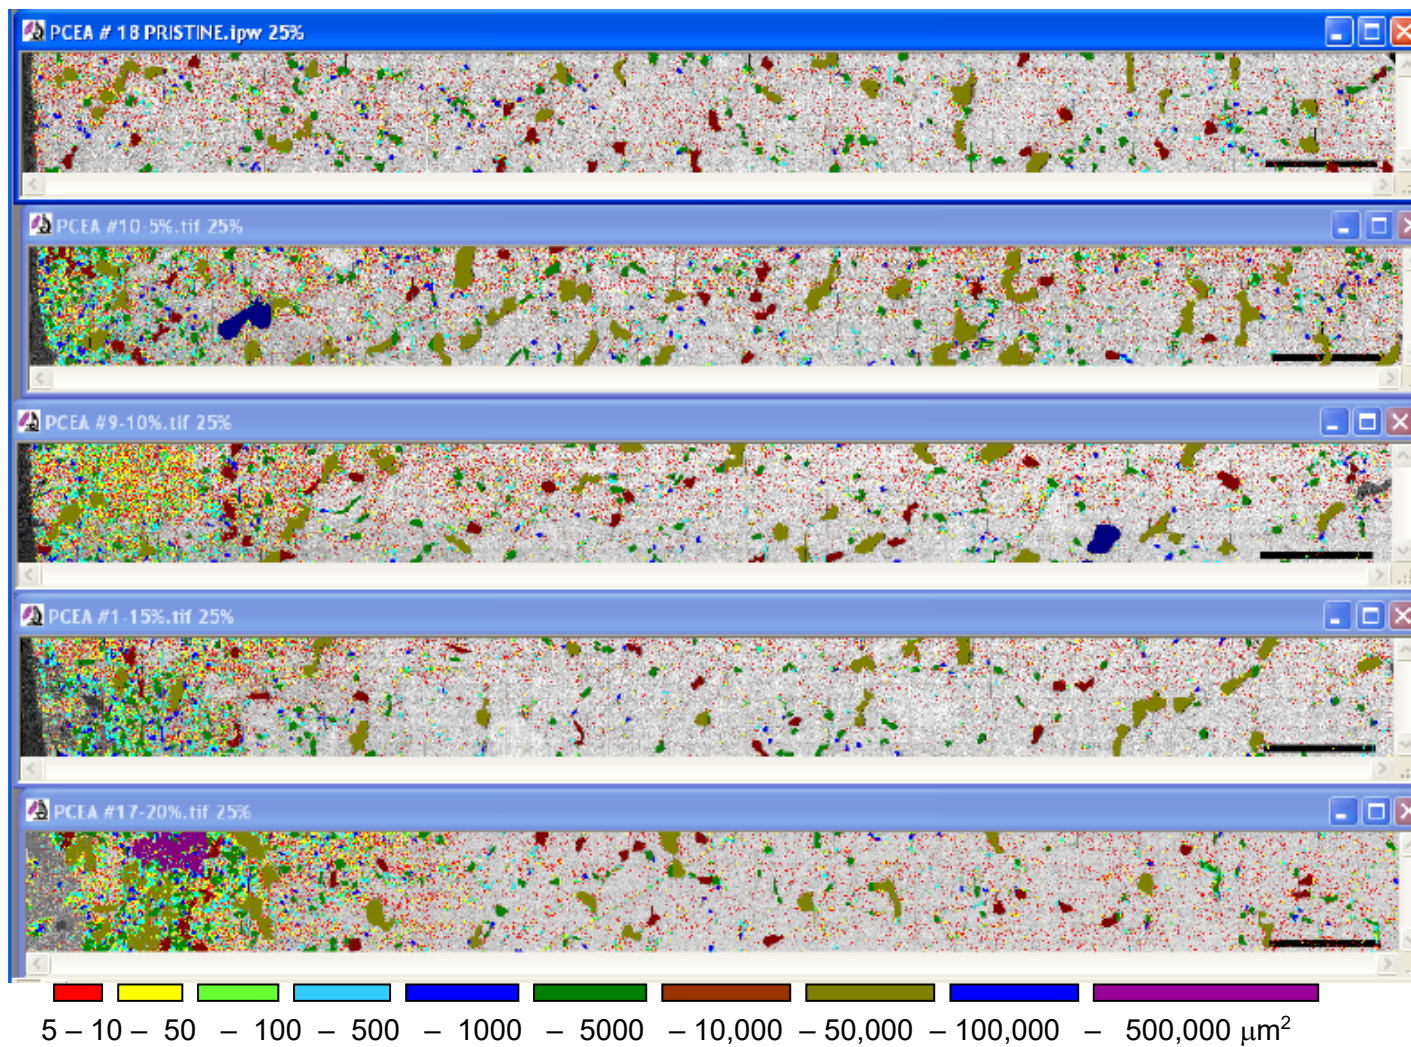 PCEA # 18 PRISTINE.ipw 25%
PCEA #10-5%.tif 25%
PCEA #9-10%.tif 25%
PCEA #1-15%.tif 25%
PCEA #17-20%.tif 25%
5 – 10 – 50 – 100 – 500 – 1000 – 5000 – 10,000 – 50,000 – 100,000 – 500,000 μm²